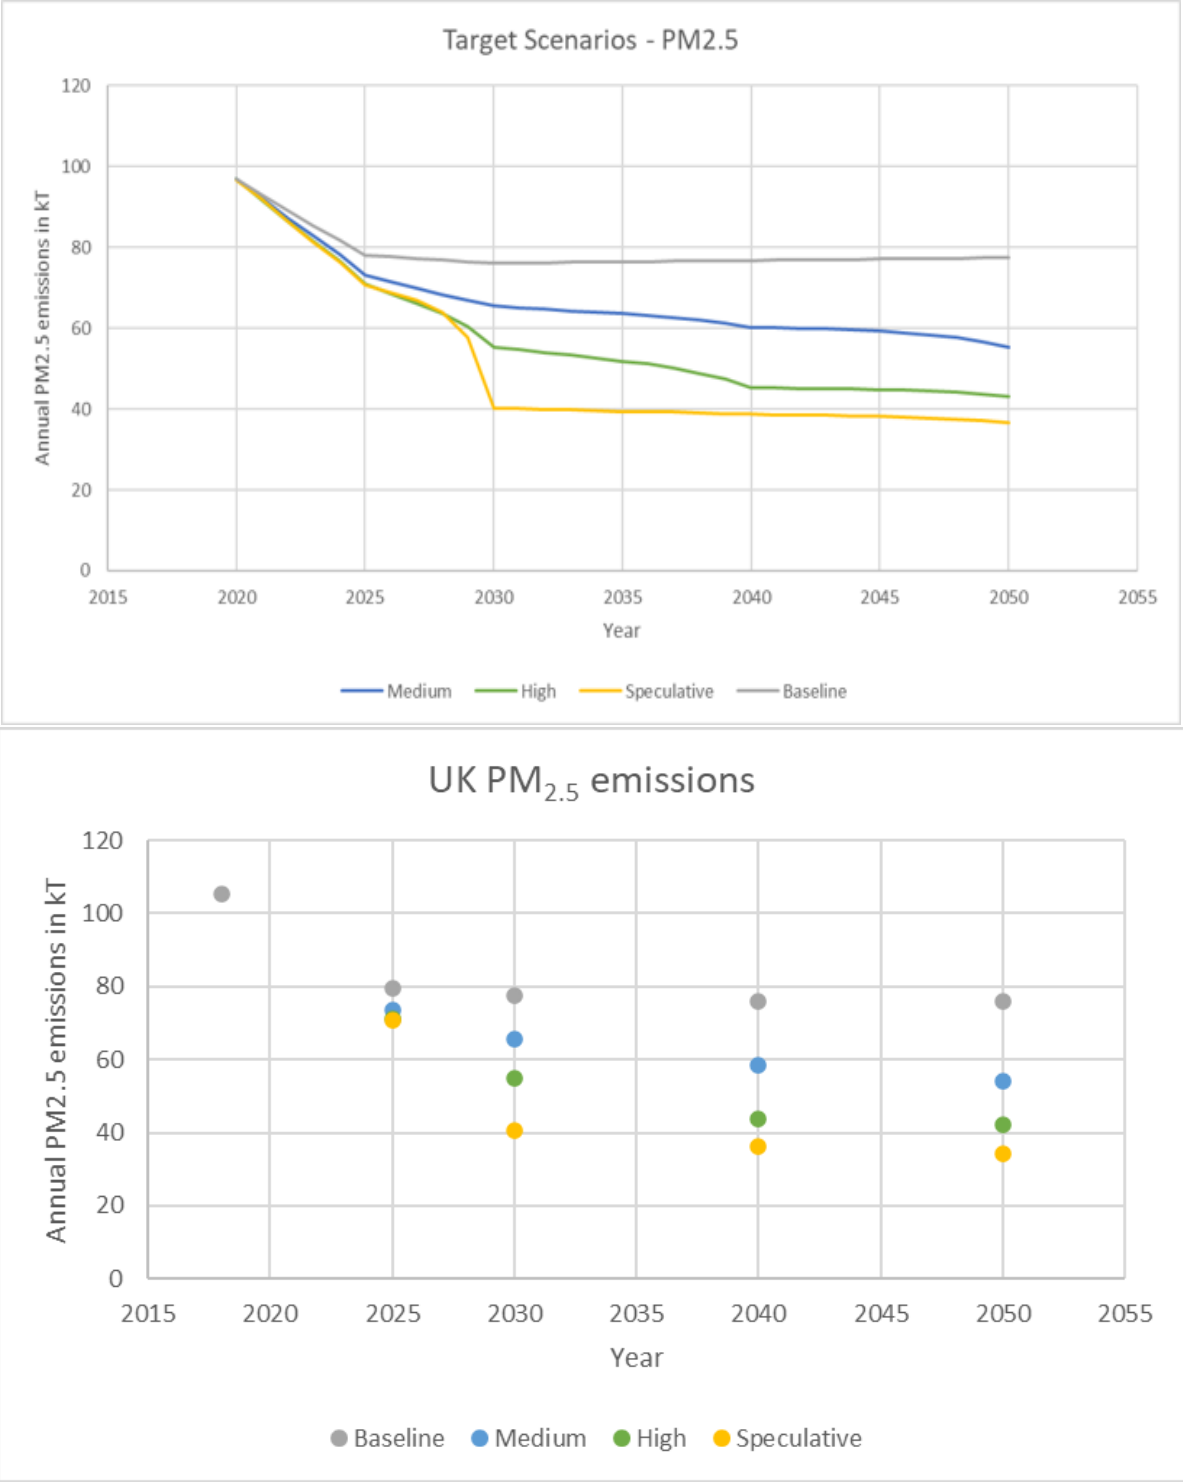 Target Scenarios - PM2.5
Annual PM2.5 emissions in kT
120
100
80
60
40
20
0
2015 2020 2025 2030 2035 2040 2045 2050 2055
Year
Medium High Speculative Baseline
UK PM2.5 emissions
Annual PM2.5 emissions in kT
120
100
80
60
40
20
0
2015 2020 2025 2030 2035 2040 2045 2050 2055
Year
Baseline Medium High Speculative